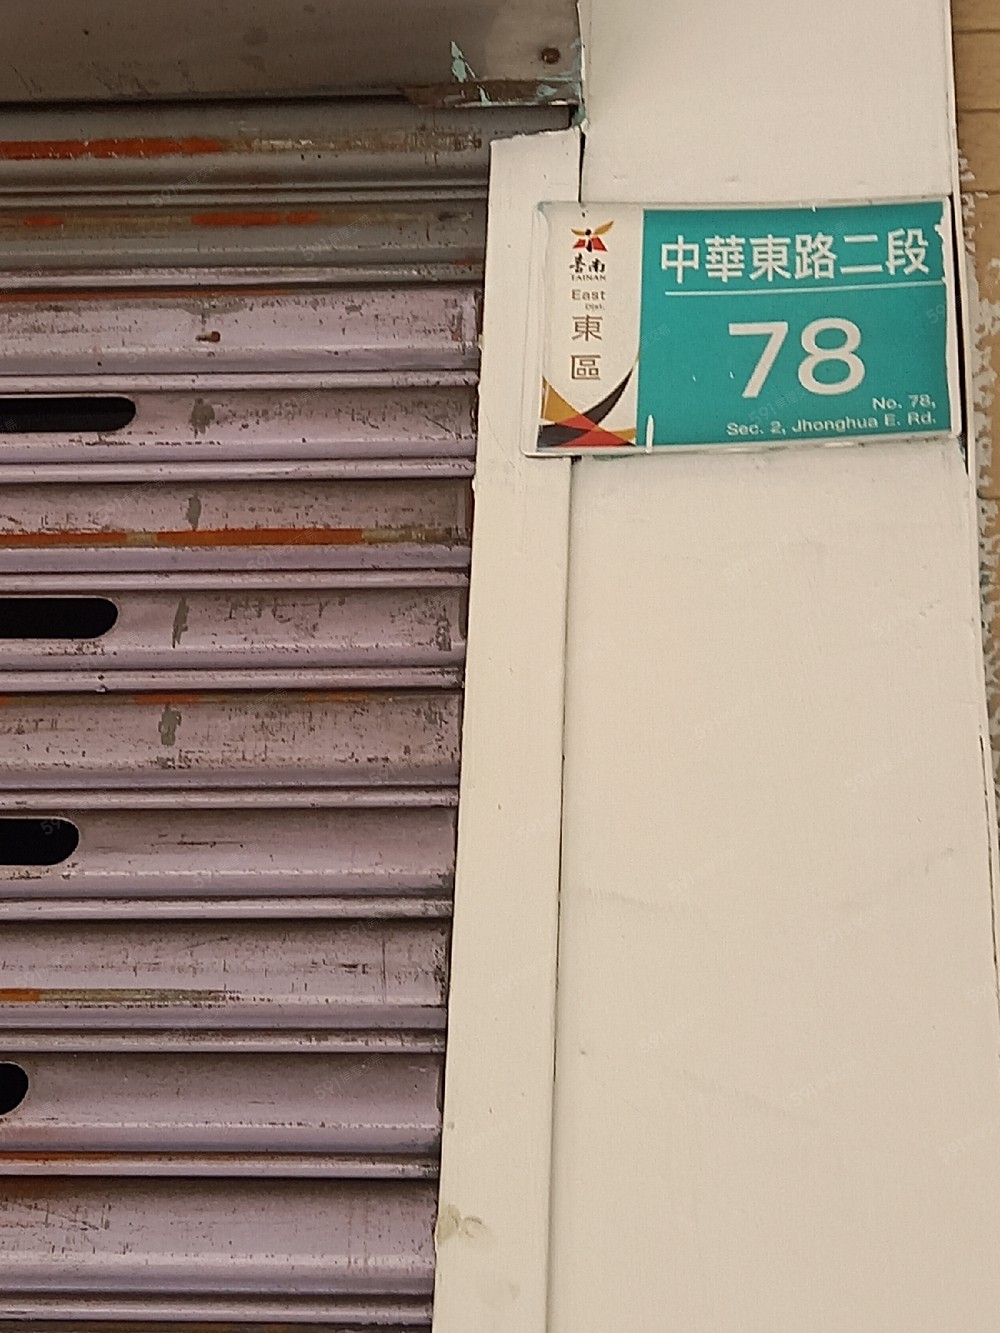 臺南
TAINAN
East
Dist.
東
區
中華東路二段
78
No. 78,
Sec. 2, Jhonghua E. Rd.